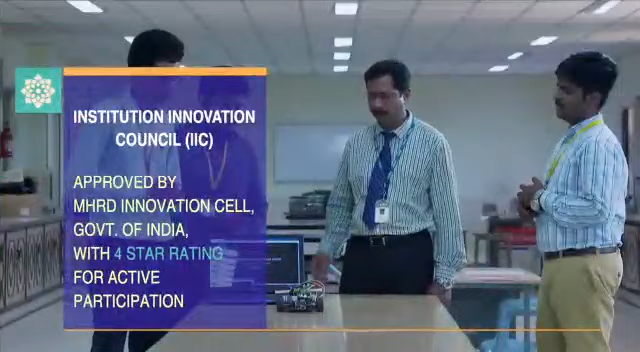 INSTITUTION INNOVATION
COUNCIL (IIC)
APPROVED BY
MHRD INNOVATION CELL,
GOVT. OF INDIA,
WITH 4 STAR RATING
FOR ACTIVE
PARTICIPATION